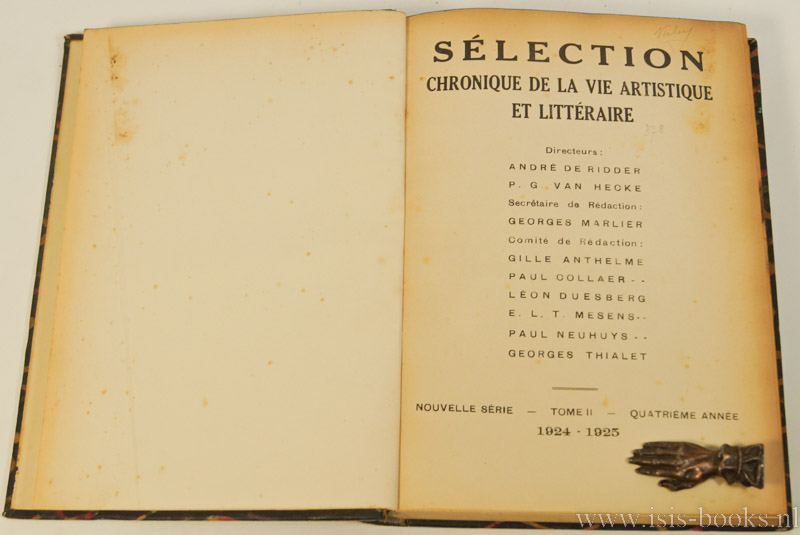 SÉLECTION
CHRONIQUE DE LA VIE ARTISTIQUE
ET LITTÉRAIRE
Directeurs:
ANDRÉ DE RIDDER
P. G. VAN HECKE
Secrétaire de Rédaction:
GEORGES MARLIER
Comité de Rédaction:
GILLE ANTHELME
PAUL COLLAER - -
LÉON DUESBERG
E. L. T. MESENS - -
PAUL NEUHUYS - -
GEORGES THIALET
NOUVELLE SÉRIE — TOME II — QUATRIÈME ANNÉE
1924 - 1925
www.isis-books.nl